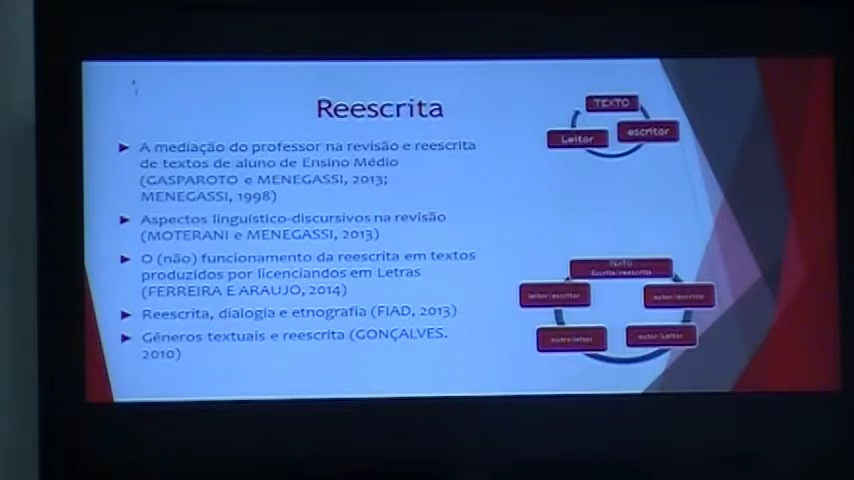 Reescrita
A mediação do professor na revisão e reescrita
de textos de aluno de Ensino Médio
(GASPAROTO e MENEGASSI, 2013;
MENEGASSI, 1998)
Aspectos linguístico-discursivos na revisão
(MOTERANI e MENEGASSI, 2013)
O (não) funcionamento da reescrita em textos
produzidos por licenciandos em Letras
(FERREIRA E ARAUJO, 2014)
Reescrita, dialogia e etnografia (FIAD, 2013)
Gêneros textuais e reescrita (GONÇALVES.
2010)
TEXTO
Leitor
escritor
TEXTO
Escrita/reescrita
leitor/escritor
autor/escritor
outro/leitor
autor/Leitor